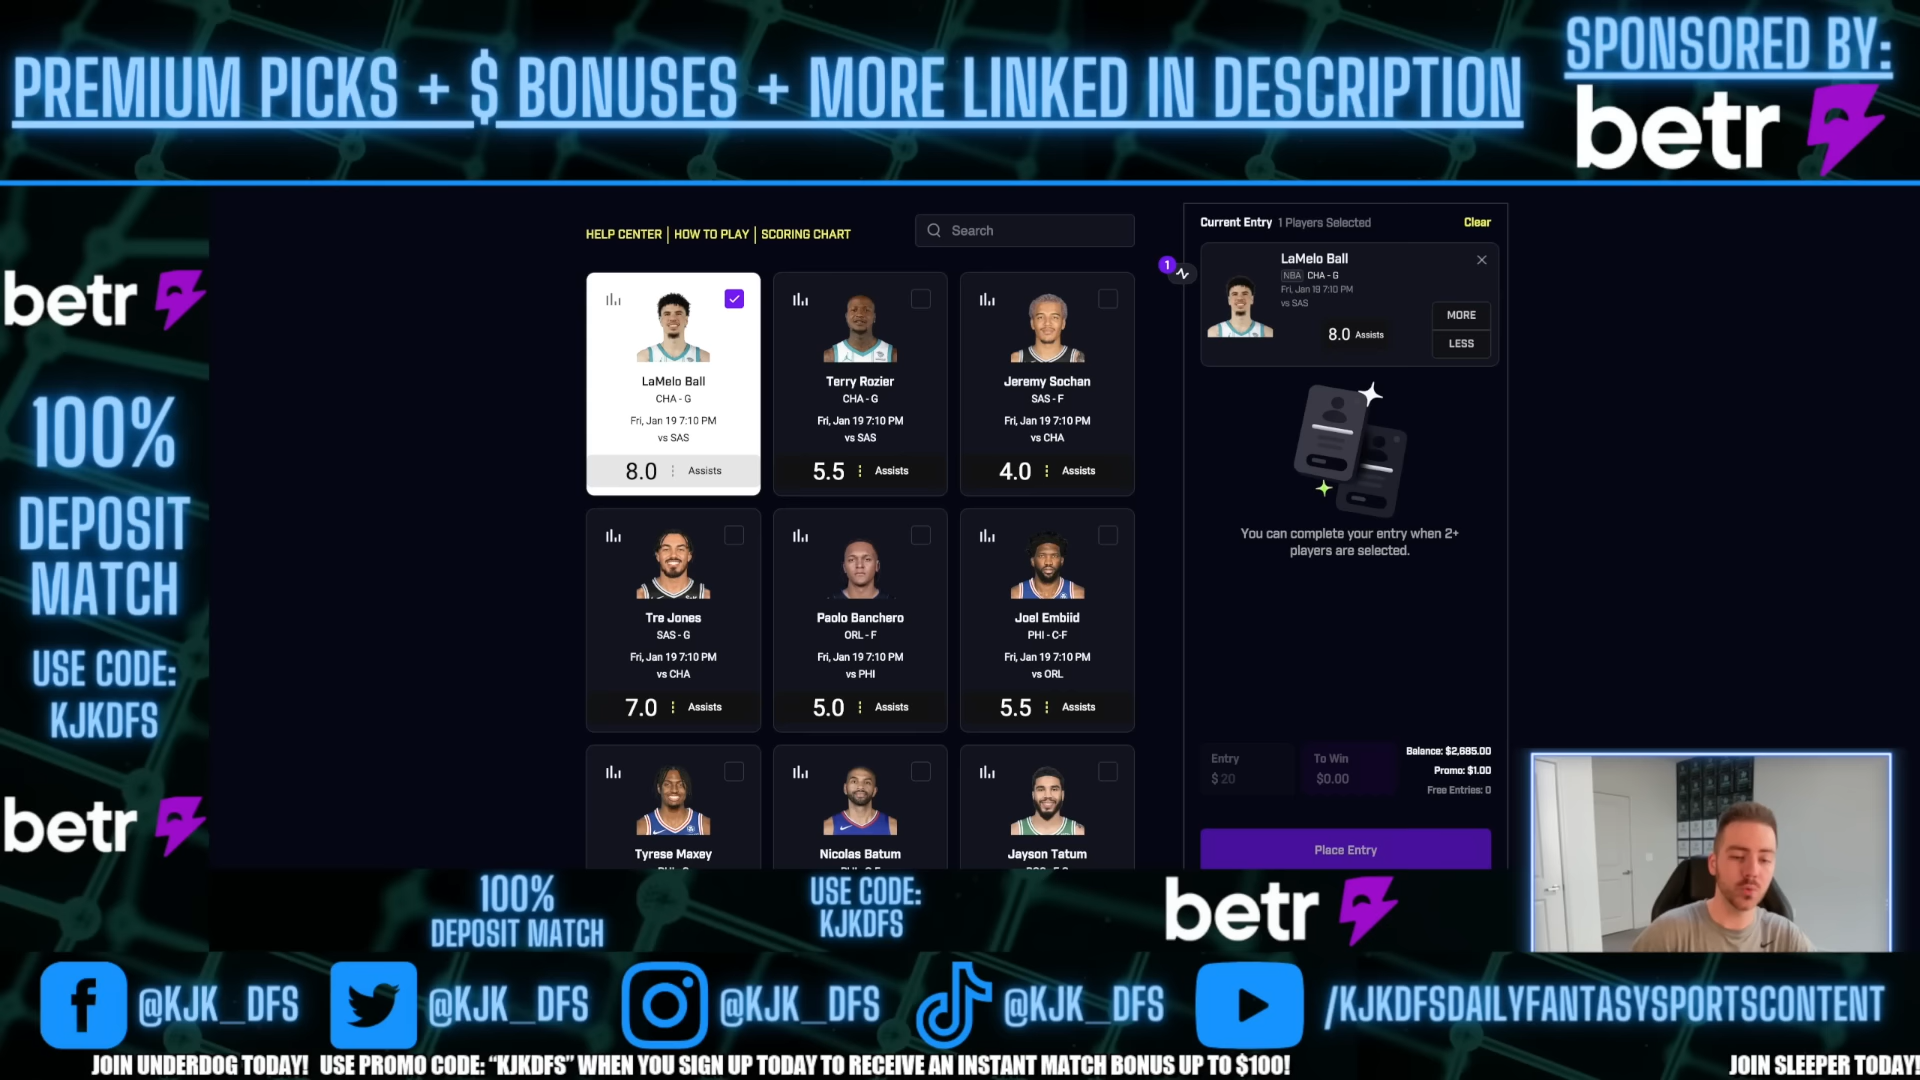 PREMIUM PICKS + $ BONUSES + MORE LINKED IN DESCRIPTION
SPONSORED BY:
betr
betr
100%
DEPOSIT
MATCH
USE CODE:
KJKDFS
betr
HELP CENTER | HOW TO PLAY | SCORING CHART
Search
LaMelo Ball
CHA - G
Fri, Jan 19 7:10 PM
vs SAS
8.0 Assists
Terry Rozier
CHA - G
Fri, Jan 19 7:10 PM
vs SAS
5.5 Assists
Jeremy Sochan
SAS - F
Fri, Jan 19 7:10 PM
vs CHA
4.0 Assists
Tre Jones
SAS - G
Fri, Jan 19 7:10 PM
vs CHA
7.0 Assists
Paolo Banchero
ORL - F
Fri, Jan 19 7:10 PM
vs PHI
5.0 Assists
Joel Embiid
PHI - C-F
Fri, Jan 19 7:10 PM
vs ORL
5.5 Assists
Tyrese Maxey
Nicolas Batum
Jayson Tatum
Current Entry 1 Players Selected
Clear
1
LaMelo Ball
NBA CHA - G
Fri, Jan 19 7:10 PM
vs SAS
8.0 Assists
MORE
LESS
You can complete your entry when 2+
players are selected.
Entry
$ 20
To Win
$0.00
Balance: $2,685.00
Promo: $1.00
Free Entries: 0
Place Entry
100%
DEPOSIT MATCH
USE CODE:
KJKDFS
betr
@KJK_DFS
@KJK_DFS
@KJK_DFS
@KJK_DFS
/KJKDFSDAILYFANTASYSPORTSCONTENT
JOIN UNDERDOG TODAY! USE PROMO CODE: “KJKDFS” WHEN YOU SIGN UP TODAY TO RECEIVE AN INSTANT MATCH BONUS UP TO $100!
JOIN SLEEPER TODAY!